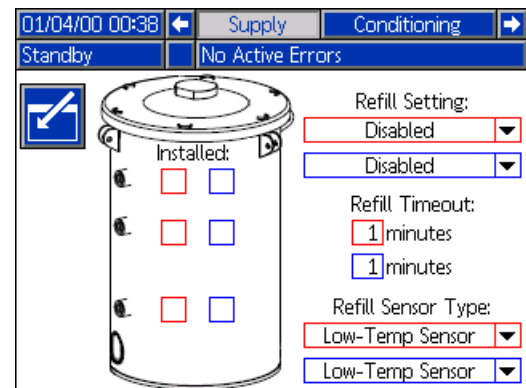 01/04/00 00:38 Supply Conditioning
Standby No Active Errors
Installed:
Refill Setting:
Disabled
Disabled
Refill Timeout:
1 minutes
1 minutes
Refill Sensor Type:
Low-Temp Sensor
Low-Temp Sensor